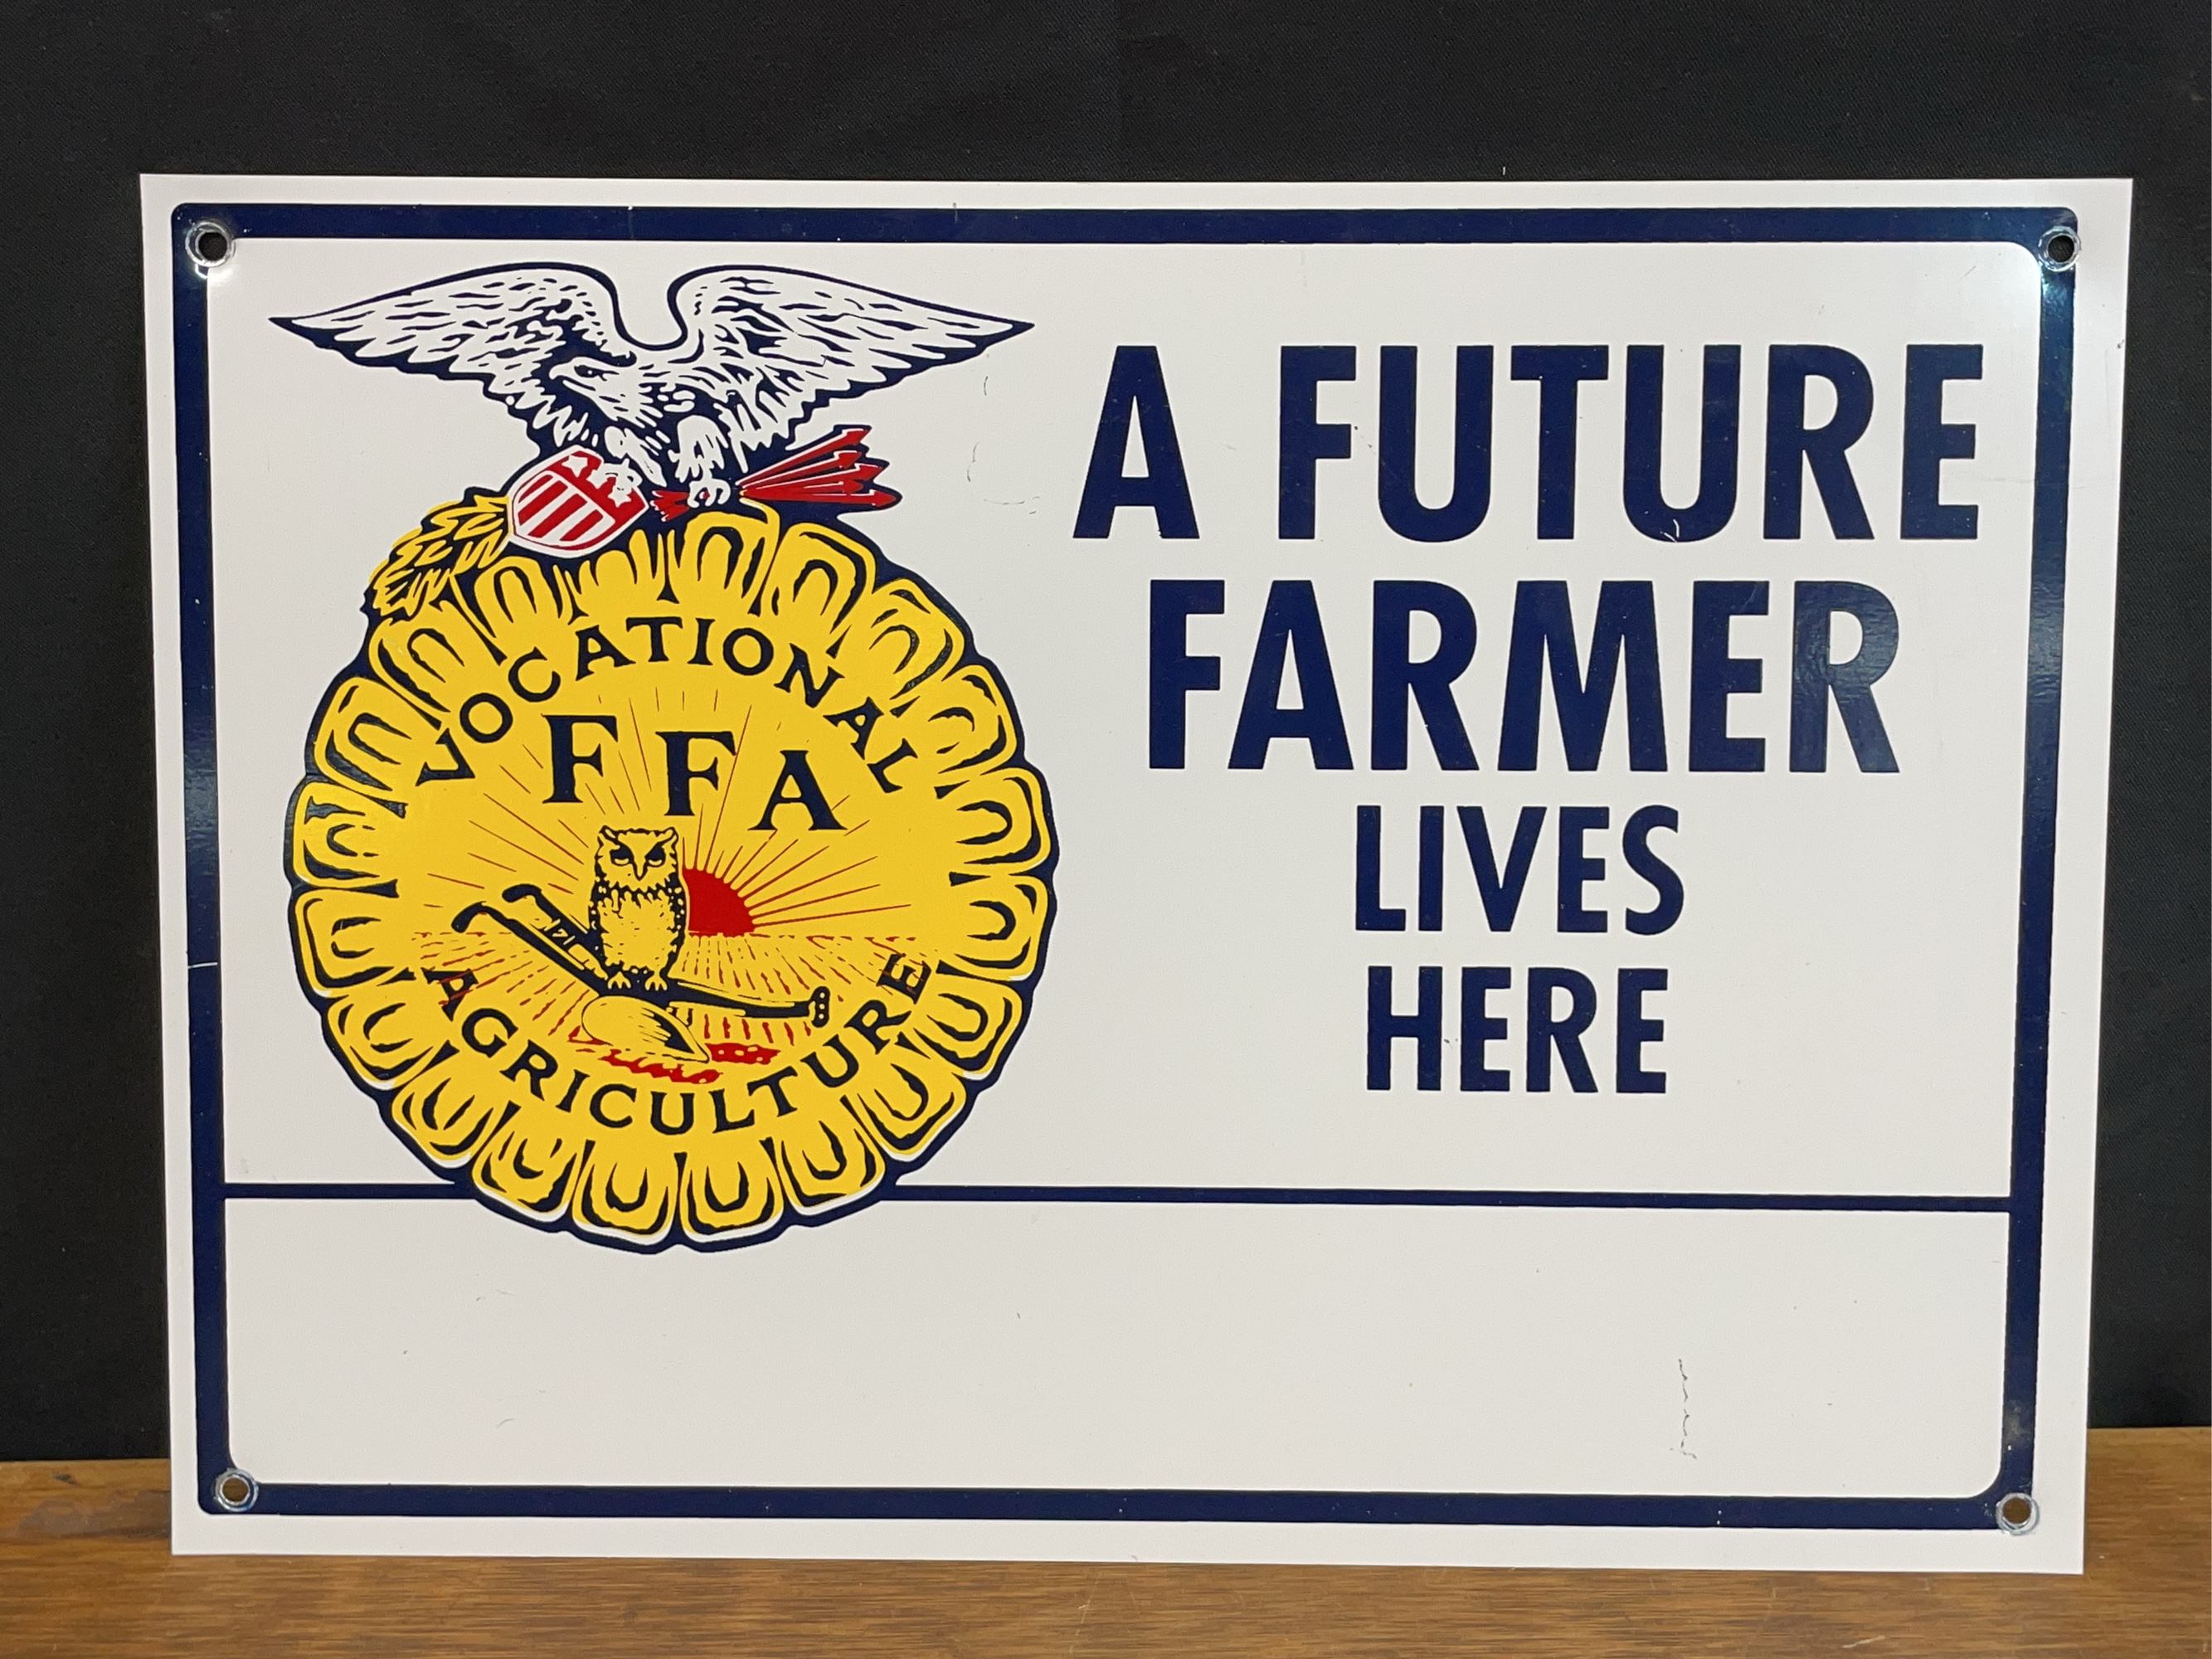 VOCATIONAL
FFA
AGRICULTURE
A FUTURE
FARMER
LIVES
HERE